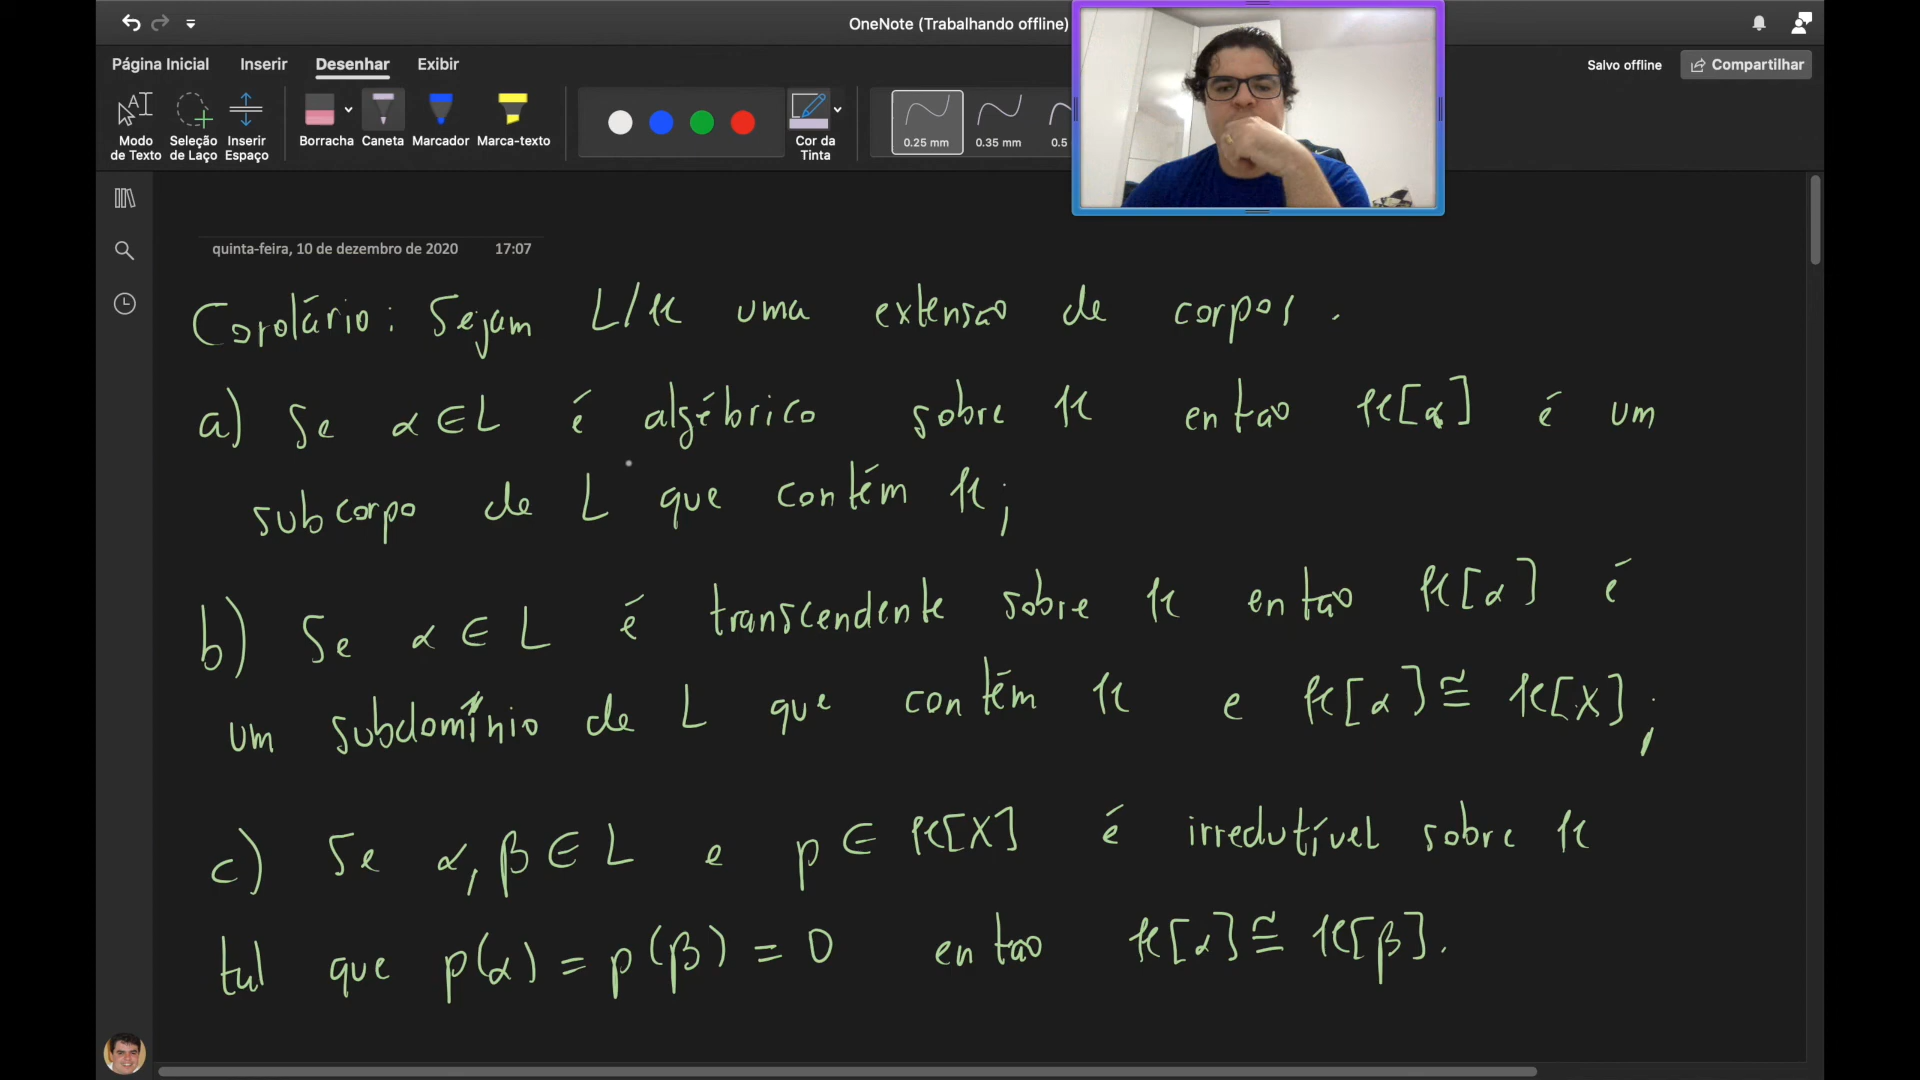 OneNote (Trabalhando offline)
Página Inicial Inserir Desenhar Exibir
Salvo offline Compartilhar
Modo de Texto Seleção de Laço Inserir Espaço Borracha Caneta Marcador Marca-texto Cor da Tinta 0.25 mm 0.35 mm 0.5
quinta-feira, 10 de dezembro de 2020 17:07
Corolário: Sejam L/K uma extensão de corpos.
a) Se α ∈ L é algébrico sobre K então K[α] é um
subcorpo de L que contém K;
b) Se α ∈ L é transcendente sobre K então K[α] é
um subdomínio de L que contém K e K[α] ≅ K[X];
c) Se α, β ∈ L e p ∈ K[X] é irredutível sobre K
tal que p(α) = p(β) = 0 então K[α] ≅ K[β].